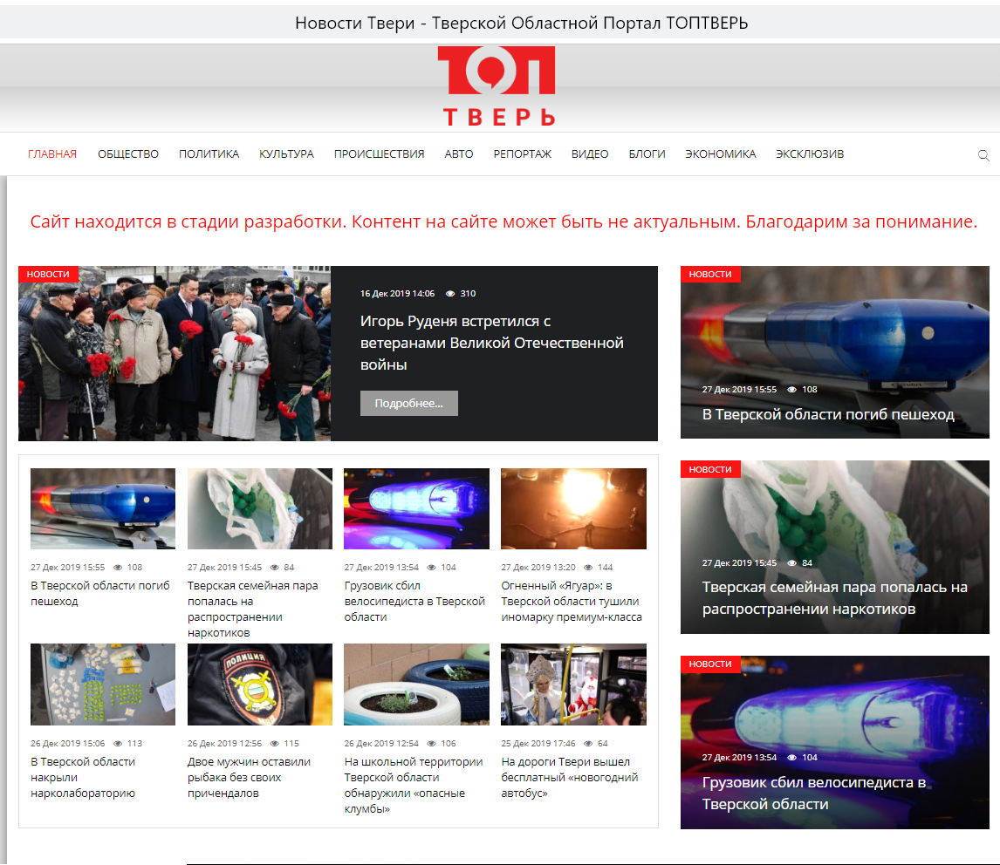 Новости Твери - Тверской Областной Портал ТОПТВЕРЬ
ТОП
ТВЕРЬ
ГЛАВНАЯ ОБЩЕСТВО ПОЛИТИКА КУЛЬТУРА ПРОИСШЕСТВИЯ АВТО РЕПОРТАЖ ВИДЕО БЛОГИ ЭКОНОМИКА ЭКСКЛЮЗИВ
Сайт находится в стадии разработки. Контент на сайте может быть не актуальным. Благодарим за понимание.
НОВОСТИ
16 Дек 2019 14:06 310
Игорь Руденя встретился с
ветеранами Великой Отечественной
войны
Подробнее...
НОВОСТИ
27 Дек 2019 15:55 108
В Тверской области погиб пешеход
НОВОСТИ
27 Дек 2019 15:45 84
Тверская семейная пара попалась на
распространении наркотиков
НОВОСТИ
27 Дек 2019 13:54 104
Грузовик сбил велосипедиста в
Тверской области
27 Дек 2019 15:55 108
В Тверской области погиб
пешеход
27 Дек 2019 15:45 84
Тверская семейная пара
попалась на
распространении
наркотиков
27 Дек 2019 13:54 104
Грузовик сбил
велосипедиста в Тверской
области
27 Дек 2019 13:20 144
Огненный «Ягуар»: в
Тверской области тушили
иномарку премиум-класса
26 Дек 2019 15:06 113
В Тверской области
накрыли
нарколабораторию
ПОЛИЦИЯ
26 Дек 2019 12:56 115
Двое мужчин оставили
рыбака без своих
причендалов
26 Дек 2019 12:54 106
На школьной территории
Тверской области
обнаружили «опасные
клумбы»
25 Дек 2019 17:46 64
На дороги Твери вышел
бесплатный «новогодний
автобус»